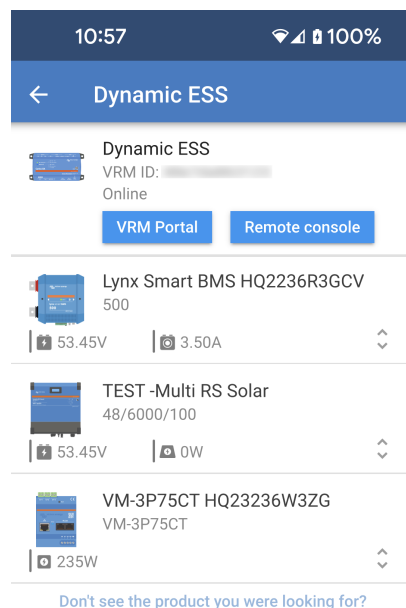 10:57
100%
Dynamic ESS
Dynamic ESS
VRM ID:
Online
VRM Portal
Remote console
Lynx Smart BMS HQ2236R3GCV
500
53.45V
3.50A
TEST -Multi RS Solar
48/6000/100
53.45V
0W
VM-3P75CT HQ23236W3ZG
VM-3P75CT
235W
Don't see the product you were looking for?